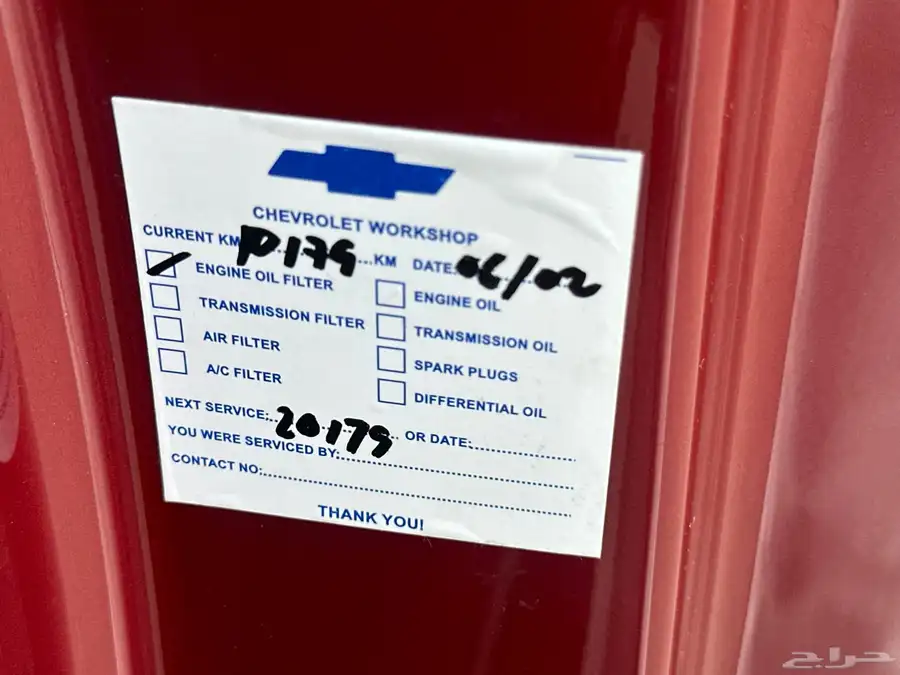 CHEVROLET WORKSHOP
CURRENT KM 10179...KM DATE: 06/02
ENGINE OIL FILTER
ENGINE OIL
TRANSMISSION FILTER
TRANSMISSION OIL
AIR FILTER
SPARK PLUGS
A/C FILTER
DIFFERENTIAL OIL
NEXT SERVICE: 20179 OR DATE:
YOU WERE SERVICED BY:
CONTACT NO:
THANK YOU!
حراج